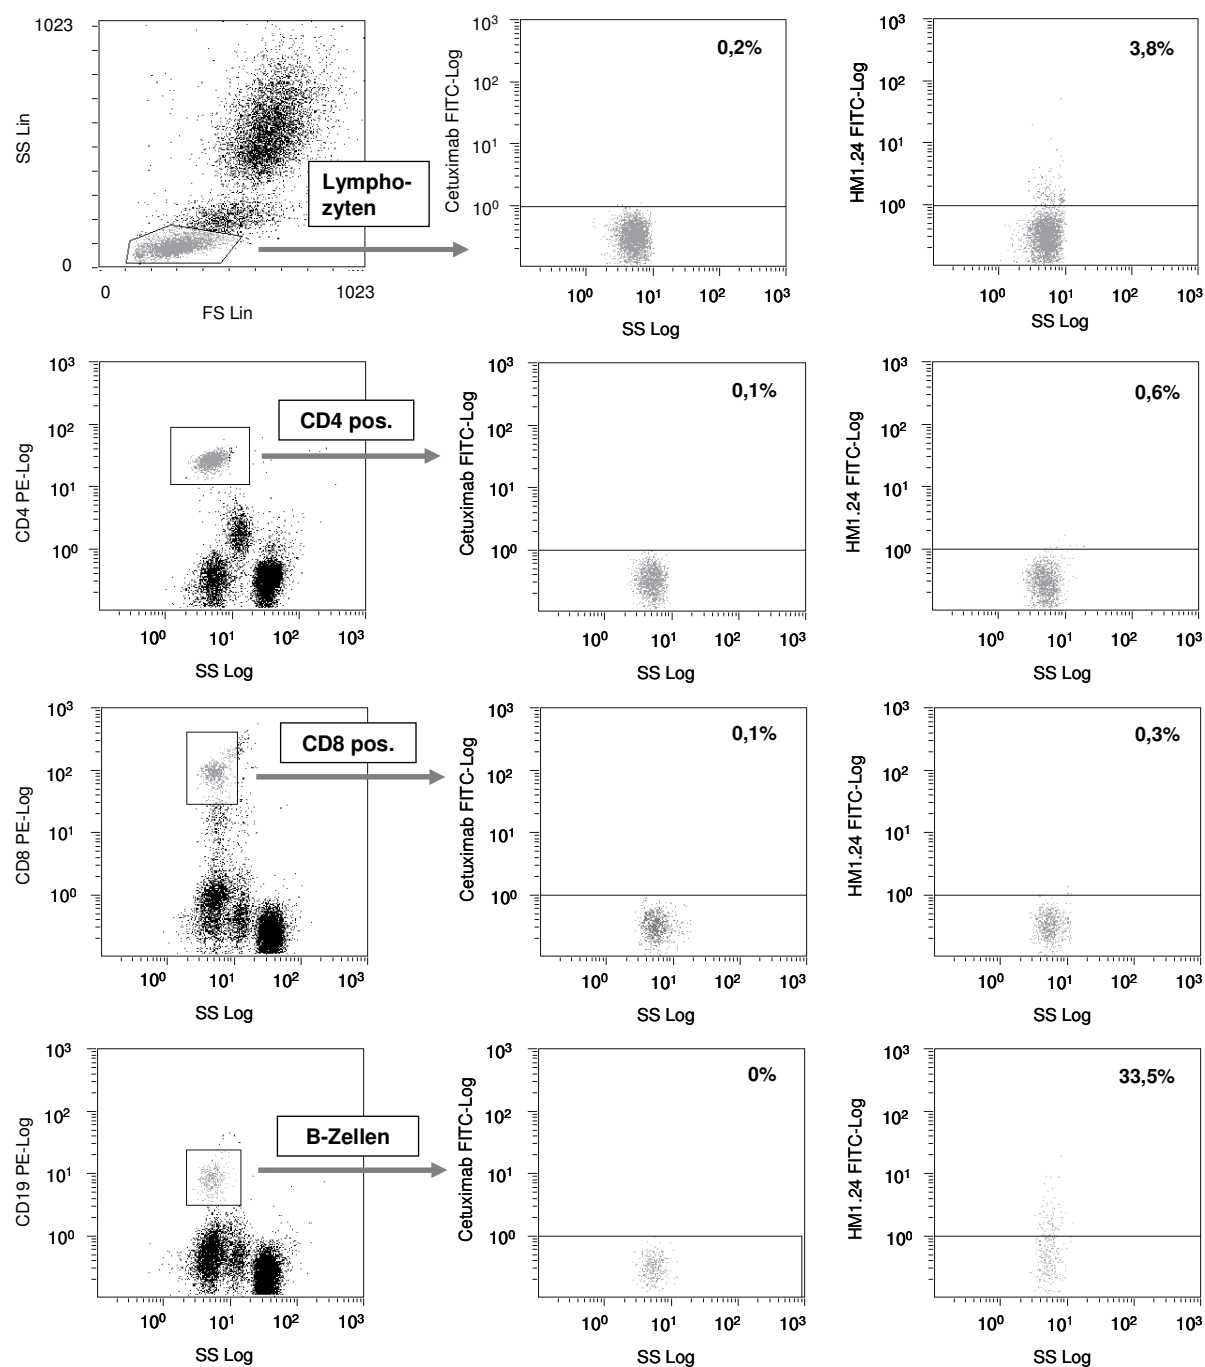 1023
SS Lin
0
0
1023
FS Lin
Lympho-
zyten
Cetuximab FITC-Log
10³
10²
10¹
10⁰
0,2%
10⁰ 10¹ 10² 10³
SS Log
HM1.24 FITC-Log
10³
10²
10¹
10⁰
3,8%
10⁰ 10¹ 10² 10³
SS Log
CD4 PE-Log
10³
10²
10¹
10⁰
CD4 pos.
10⁰ 10¹ 10² 10³
SS Log
Cetuximab FITC-Log
10³
10²
10¹
10⁰
0,1%
10⁰ 10¹ 10² 10³
SS Log
HM1.24 FITC-Log
10³
10²
10¹
10⁰
0,6%
10⁰ 10¹ 10² 10³
SS Log
CD8 PE-Log
10³
10²
10¹
10⁰
CD8 pos.
10⁰ 10¹ 10² 10³
SS Log
Cetuximab FITC-Log
10³
10²
10¹
10⁰
0,1%
10⁰ 10¹ 10² 10³
SS Log
HM1.24 FITC-Log
10³
10²
10¹
10⁰
0,3%
10⁰ 10¹ 10² 10³
SS Log
CD19 PE-Log
10³
10²
10¹
10⁰
B-Zellen
10⁰ 10¹ 10² 10³
SS Log
Cetuximab FITC-Log
10³
10²
10¹
10⁰
0%
10⁰ 10¹ 10² 10³
SS Log
HM1.24 FITC-Log
10³
10²
10¹
10⁰
33,5%
10⁰ 10¹ 10² 10³
SS Log